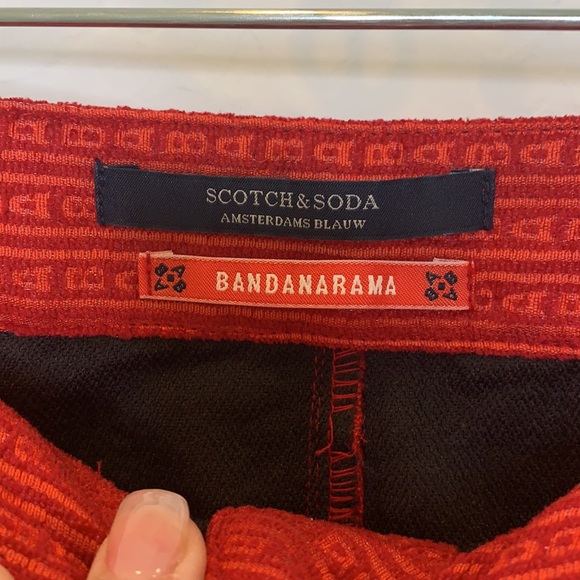 SCOTCH & SODA
AMSTERDAMS BLAUW
BANDANARAMA